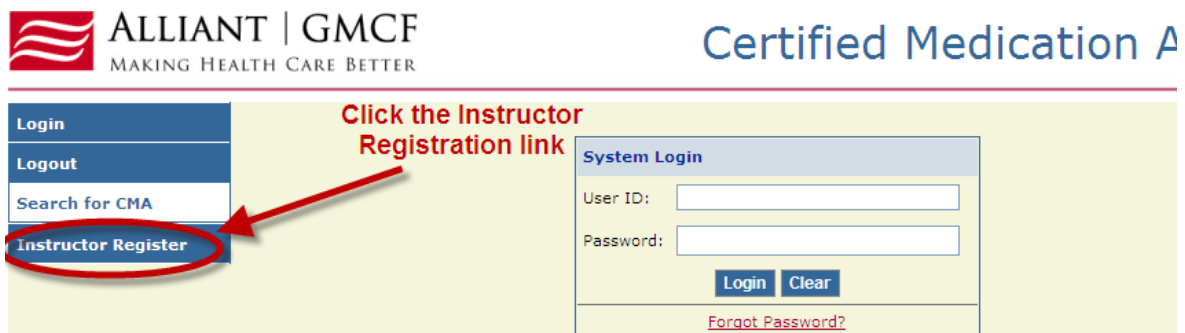 ALLIANT | GMCF
MAKING HEALTH CARE BETTER
Certified Medication A
Login
Logout
Search for CMA
Instructor Register
Click the Instructor
Registration link
System Login
User ID:
Password:
Login Clear
Forgot Password?